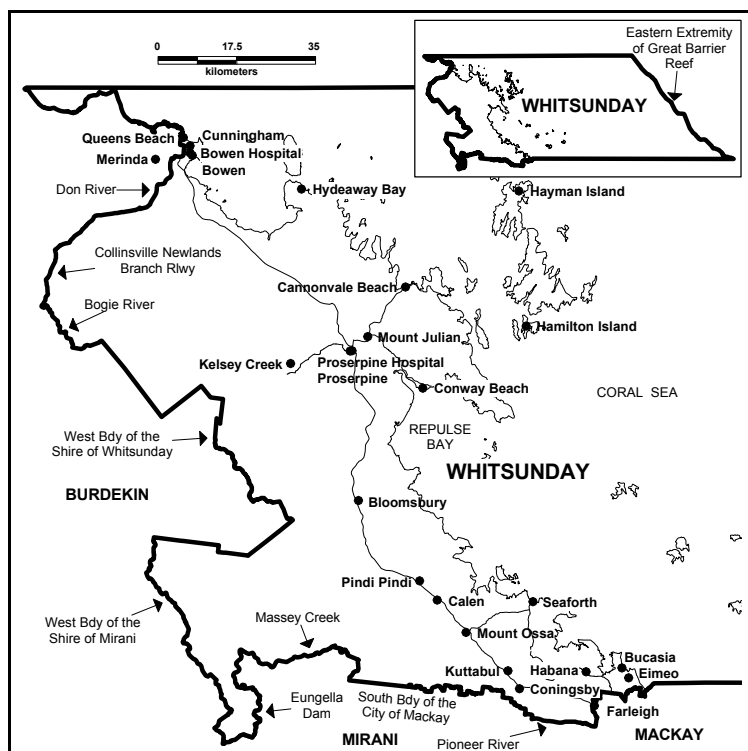 0 17.5 35
kilometers
Eastern Extremity
of Great Barrier
Reef
WHITSUNDAY
Queens Beach
Cunningham
Merinda
Bowen Hospital
Bowen
Don River
Hydeaway Bay
Hayman Island
Collinsville Newlands
Branch Rlwy
Cannonvale Beach
Bogie River
Hamilton Island
Mount Julian
Kelsey Creek
Proserpine Hospital
Proserpine
Conway Beach
CORAL SEA
West Bdy of the
Shire of Whitsunday
REPULSE
BAY
WHITSUNDAY
BURDEKIN
Bloomsbury
Pindi Pindi
Calen
Seaforth
West Bdy of the
Shire of Mirani
Massey Creek
Mount Ossa
Bucasia
Kuttabul
Habana
Eimeo
Coningsby
Eungella
Dam
South Bdy of the
City of Mackay
Farleigh
MIRANI
Pioneer River
MACKAY